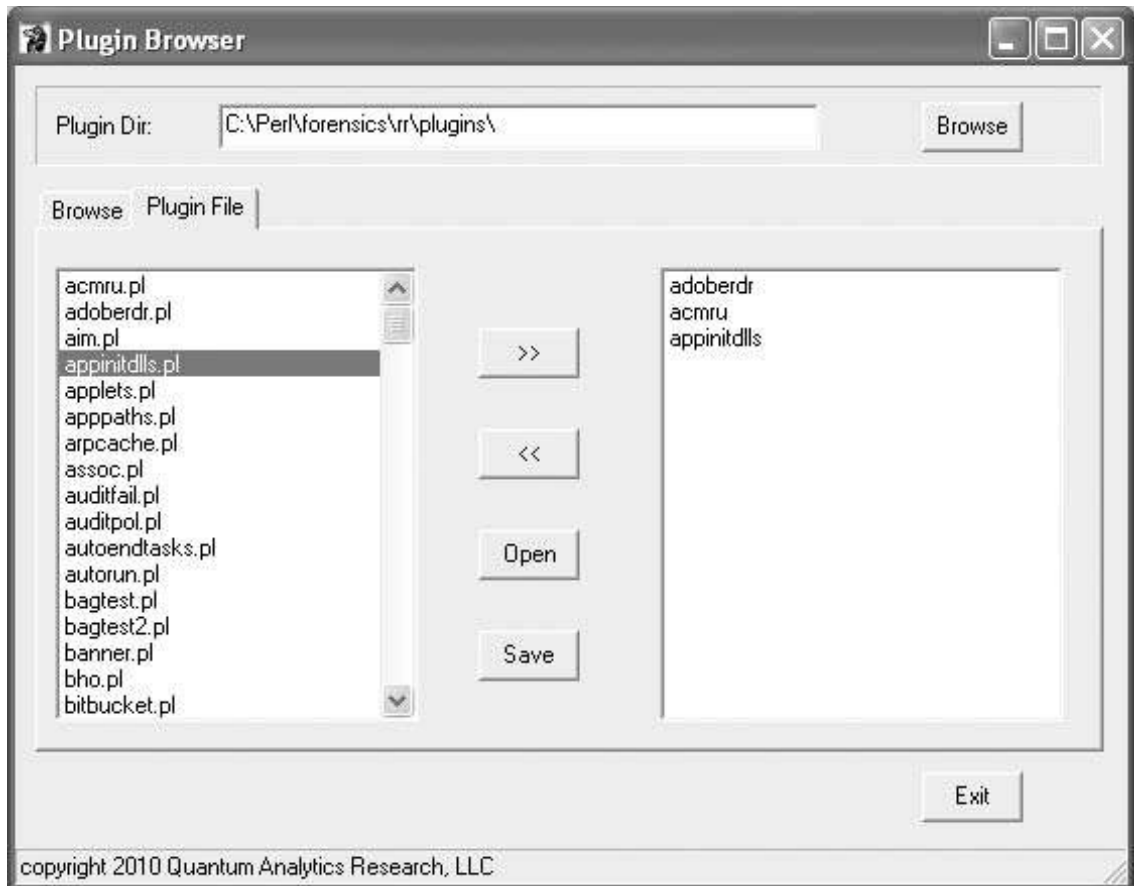 Plugin Browser
Plugin Dir:
C:\Perl\forensics\rr\plugins\
Browse
Browse
Plugin File
acmru.pl
adoberdr.pl
aim.pl
appinitdlls.pl
applets.pl
apppaths.pl
arpcache.pl
assoc.pl
auditfail.pl
auditpol.pl
autoendtasks.pl
autorun.pl
bagtest.pl
bagtest2.pl
banner.pl
bho.pl
bitbucket.pl
>>
<<
Open
Save
adoberdr
acmru
appinitdlls
Exit
copyright 2010 Quantum Analytics Research, LLC